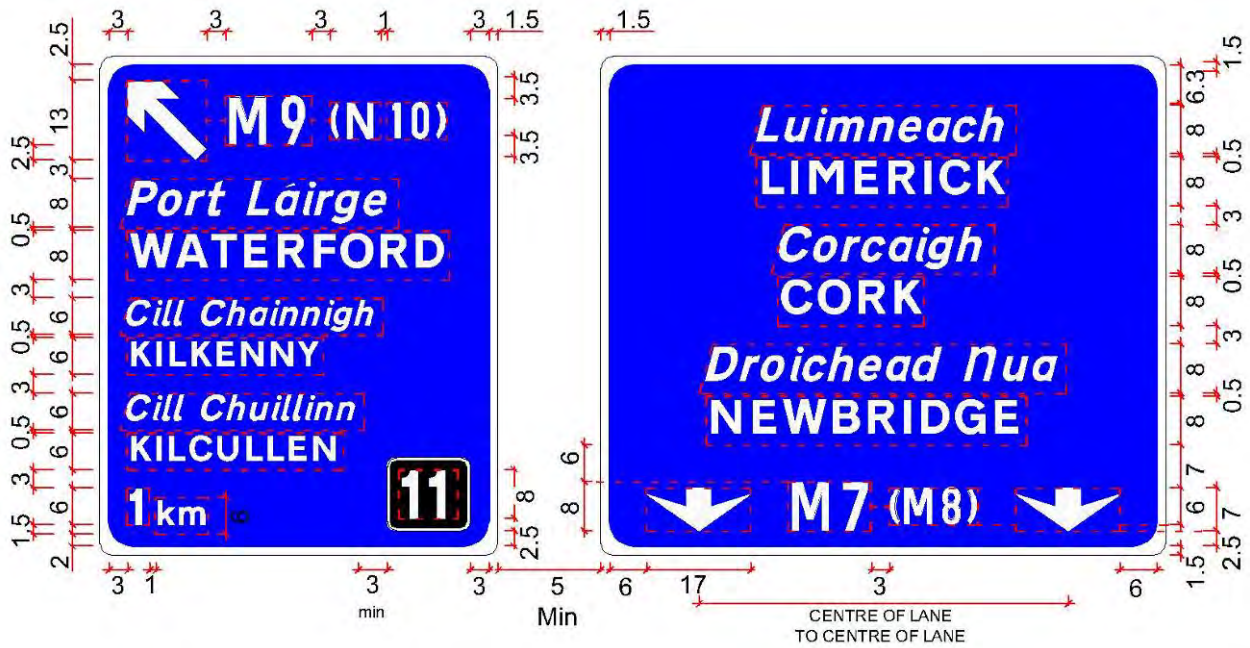 3 3 3 1 3 1.5 1.5
2.5 13 2.5 3 8 0.5 8 3 6 0.5 6 3 6 0.5 6 3 6 1.5 2
M9 (N10)
Port Láirge
WATERFORD
Cill Chainnigh
KILKENNY
Cill Chuillinn
KILCULLEN
1km
11
3.5
3.5
8
2.5
3 1 3 3 5 6 17 3 6
min
Min
Luimneach
LIMERICK
Corcaigh
CORK
Droichead Nua
NEWBRIDGE
M7 (M8)
6
8
1.5
6.3
8
0.5
8
3
8
0.5
8
3
8
0.5
8
7
6
7
2.5
1.5
CENTRE OF LANE
TO CENTRE OF LANE